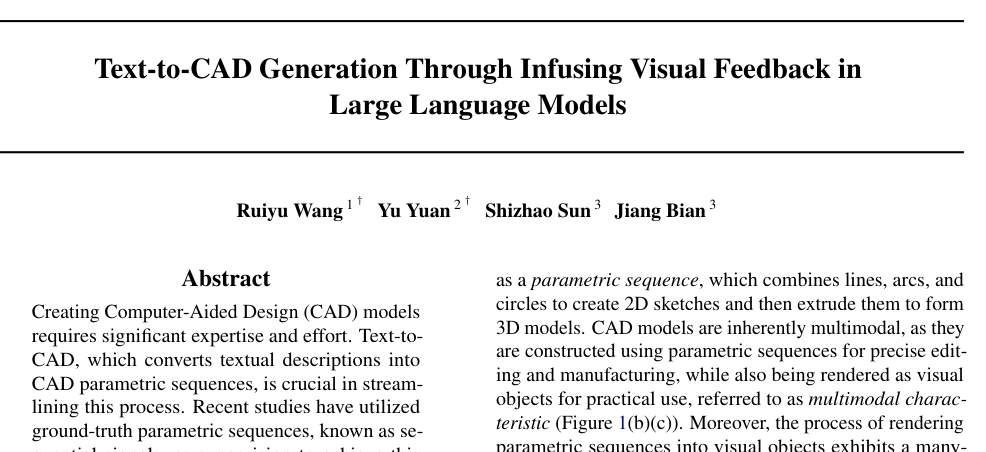 Text-to-CAD Generation Through Infusing Visual Feedback in
Large Language Models
Ruiyu Wang 1 † Yu Yuan 2 † Shizhao Sun 3 Jiang Bian 3
Abstract
Creating Computer-Aided Design (CAD) models
requires significant expertise and effort. Text-to-
CAD, which converts textual descriptions into
CAD parametric sequences, is crucial in stream-
lining this process. Recent studies have utilized
ground-truth parametric sequences, known as se-
as a parametric sequence, which combines lines, arcs, and
circles to create 2D sketches and then extrude them to form
3D models. CAD models are inherently multimodal, as they
are constructed using parametric sequences for precise edit-
ing and manufacturing, while also being rendered as visual
objects for practical use, referred to as multimodal charac-
teristic (Figure 1(b)(c)). Moreover, the process of rendering
parametric sequences into visual objects exhibits a many-